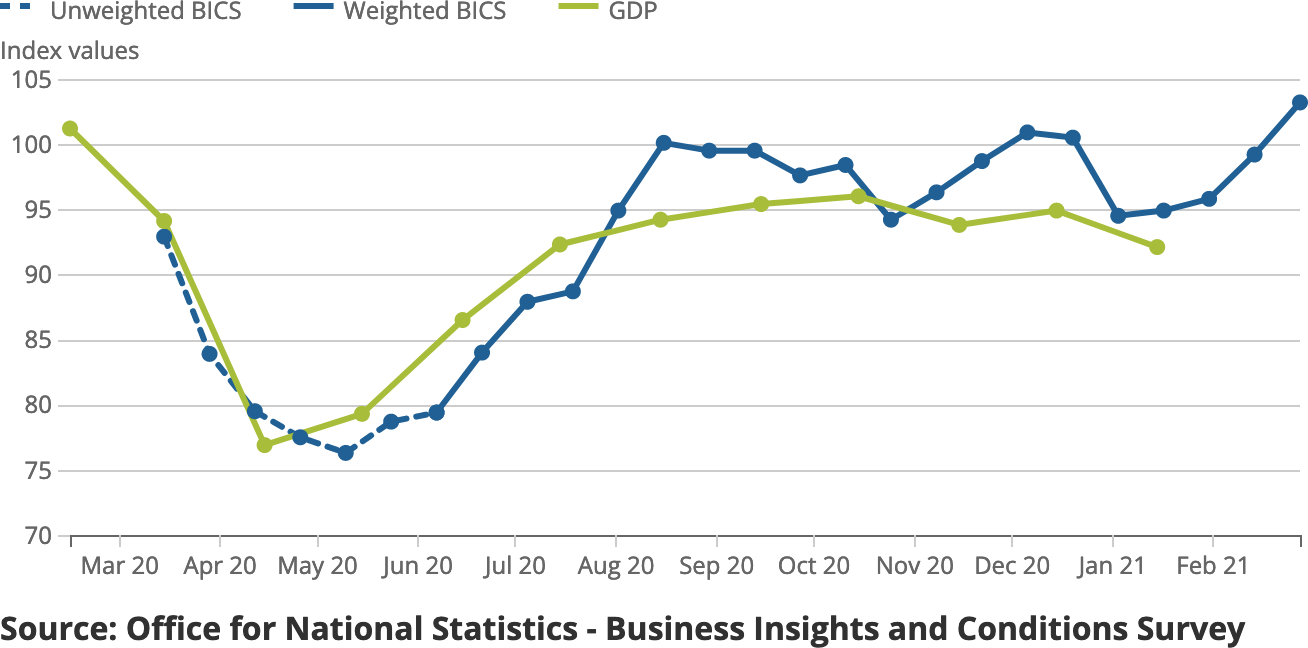 Unweighted BICS Weighted BICS GDP
Index values
105
100
95
90
85
80
75
70
Mar 20 Apr 20 May 20 Jun 20 Jul 20 Aug 20 Sep 20 Oct 20 Nov 20 Dec 20 Jan 21 Feb 21
Source: Office for National Statistics - Business Insights and Conditions Survey